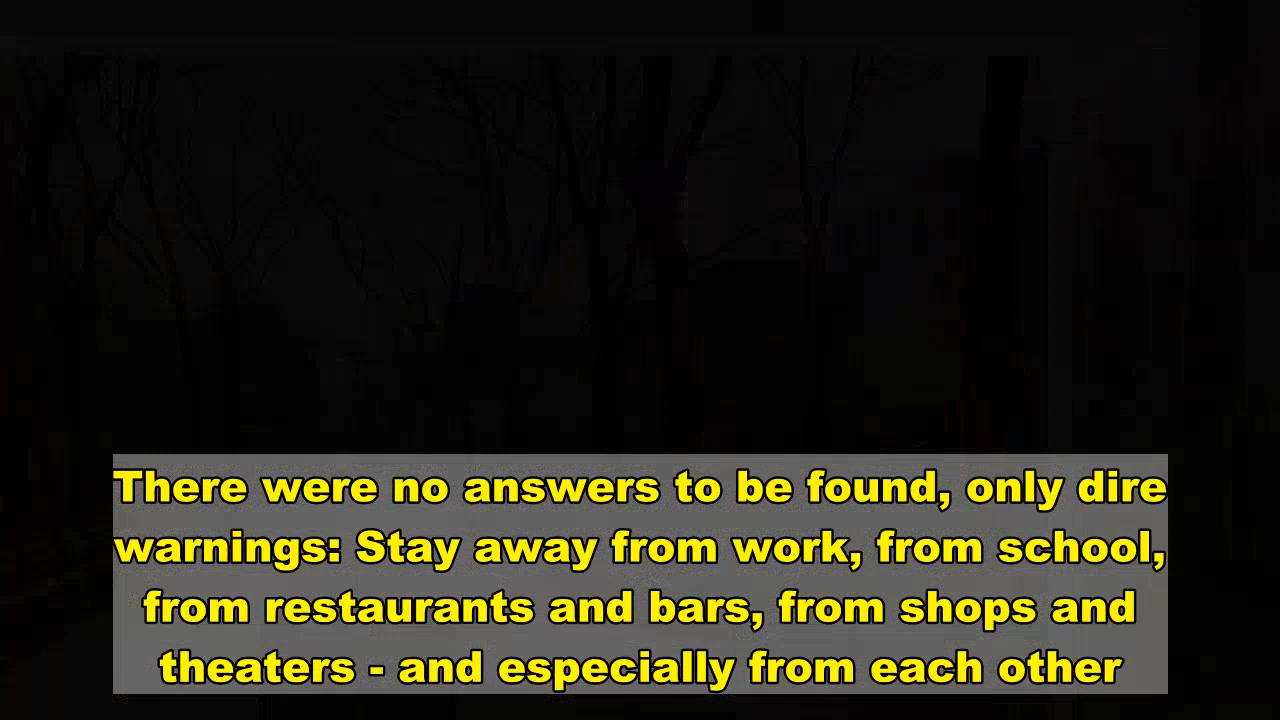 There were no answers to be found, only dire
warnings: Stay away from work, from school,
from restaurants and bars, from shops and
theaters - and especially from each other